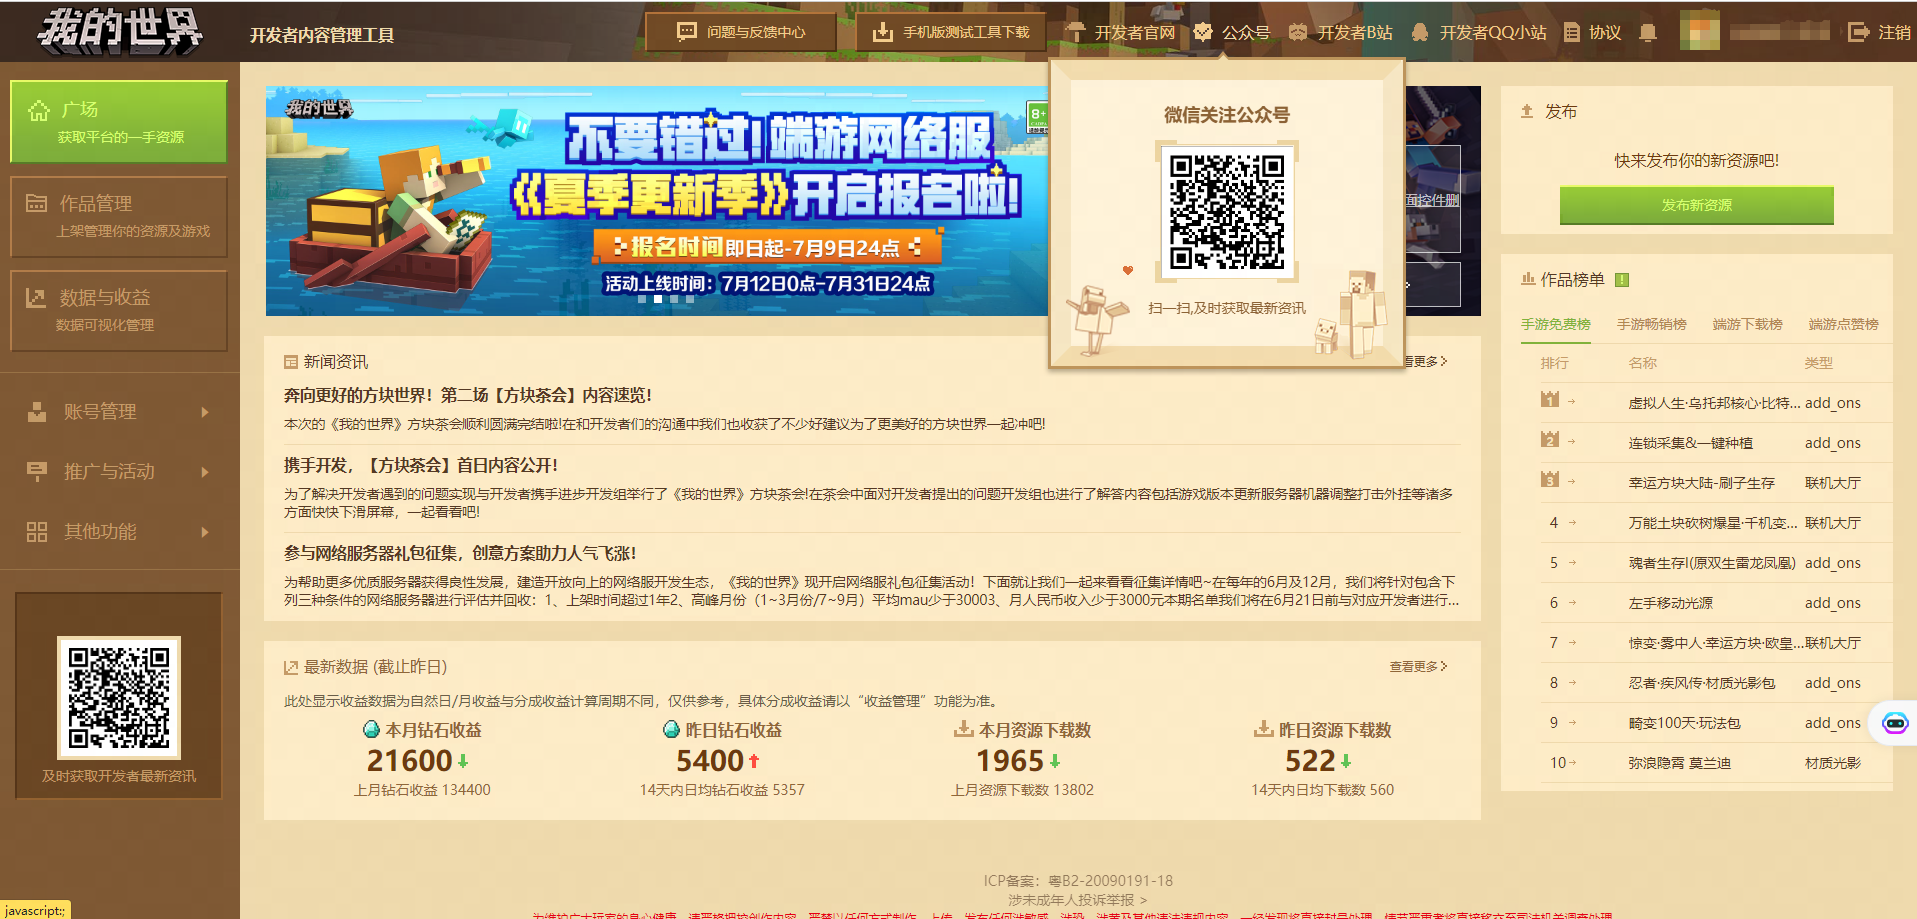 我的世界
开发者内容管理工具
问题与反馈中心
手机版测试工具下载
开发者官网
公众号
开发者B站
开发者QQ小站
协议
注销
广场
获取平台的一手资源
作品管理
上架管理你的资源及游戏
数据与收益
数据可视化管理
账号管理
推广与活动
其他功能
及时获取开发者最新资讯
我的世界
8+
不要错过!端游网络服
《夏季更新季》开启报名啦!
报名时间即日起-7月9日24点
活动上线时间：7月12日0点-7月31日24点
面控件删
微信关注公众号
扫一扫,及时获取最新资讯
新闻资讯
看更多>
奔向更好的方块世界！第二场【方块茶会】内容速览！
本次的《我的世界》方块茶会顺利圆满完结啦!在和开发者们的沟通中我们也收获了不少好建议为了更美好的方块世界一起冲吧!
携手开发，【方块茶会】首日内容公开！
为了解决开发者遇到的问题实现与开发者携手进步开发组举行了《我的世界》方块茶会!在茶会中面对开发者提出的问题开发组也进行了解答内容包括游戏版本更新服务器机器调整打击外挂等诸多
方面快快下滑屏幕，一起看看吧!
参与网络服务器礼包征集，创意方案助力人气飞涨！
为帮助更多优质服务器获得良性发展，建造开放向上的网络服开发生态，《我的世界》现开启网络服礼包征集活动！下面就让我们一起来看看征集详情吧~在每年的6月及12月，我们将针对包含下
列三种条件的网络服务器进行评估并回收：1、上架时间超过1年2、高峰月份（1~3月份/7~9月）平均mau少于30003、月人民币收入少于3000元本期名单我们将在6月21日前与对应开发者进行...
最新数据 (截止昨日)
查看更多>
此处显示收益数据为自然日/月收益与分成收益计算周期不同，仅供参考，具体分成收益请以“收益管理”功能为准。
本月钻石收益
21600
上月钻石收益 134400
昨日钻石收益
5400
14天内日均钻石收益 5357
本月资源下载数
1965
上月资源下载数 13802
昨日资源下载数
522
14天内日均下载数 560
发布
快来发布你的新资源吧!
发布新资源
作品榜单 !
手游免费榜 手游畅销榜 端游下载榜 端游点赞榜
排行 名称 类型
1 虚拟人生·乌托邦核心·比特... add_ons
2 连锁采集&一键种植 add_ons
3 幸运方块大陆-刷子生存 联机大厅
4 万能土块砍树爆星·千机变... 联机大厅
5 魂者生存I(原双生雷龙凤凰) add_ons
6 左手移动光源 add_ons
7 惊变·雾中人·幸运方块·欧皇... 联机大厅
8 忍者·疾风传·材质光影包 add_ons
9 畸变100天·玩法包 add_ons
10 弥浪隐霄 莫兰迪 材质光影
ICP备案：粤B2-20090191-18
涉未成年人投诉举报 >
javascript:;